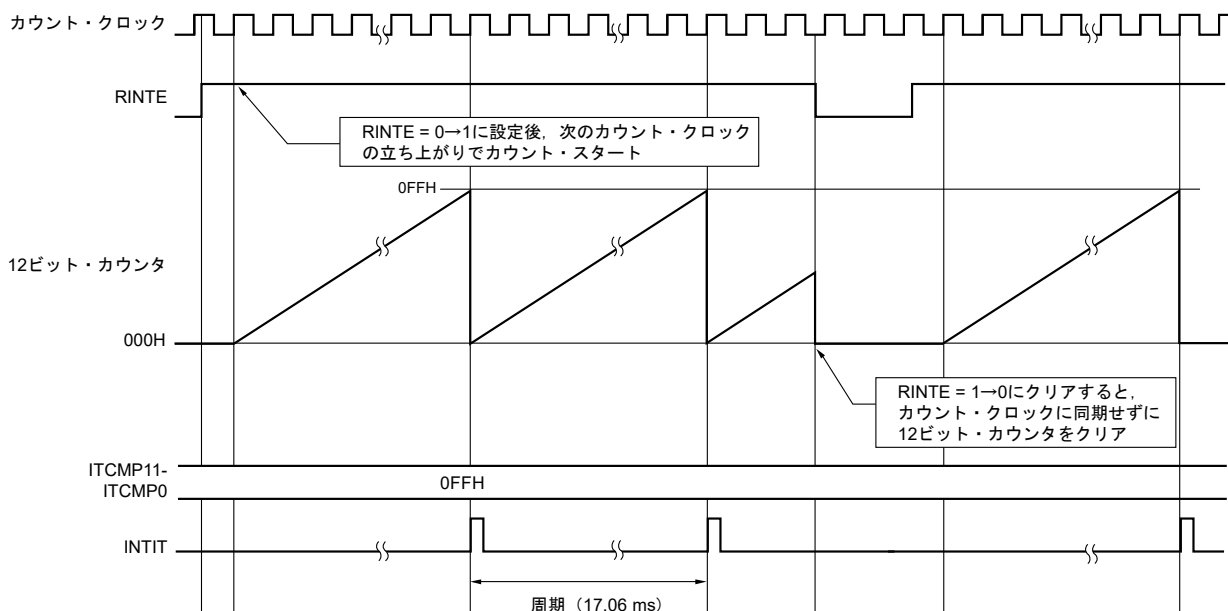 カウント・クロック
RINTE
RINTE = 0→1に設定後，次のカウント・クロック
の立ち上がりでカウント・スタート
0FFH
12ビット・カウンタ
000H
RINTE = 1→0にクリアすると，
カウント・クロックに同期せずに
12ビット・カウンタをクリア
ITCMP11-
ITCMP0
0FFH
INTIT
周期（17.06 ms）